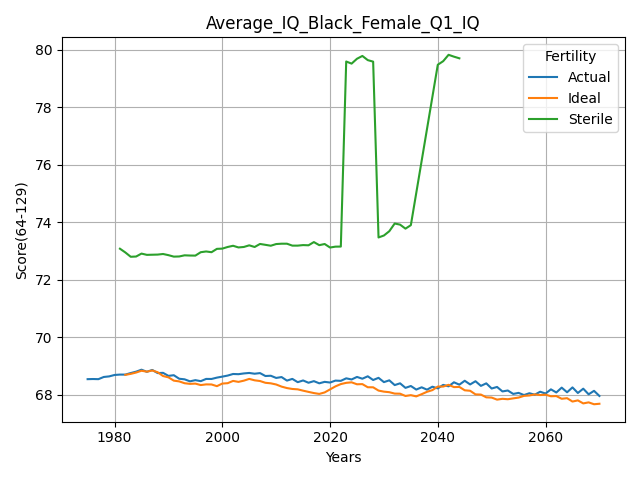 Average_IQ_Black_Female_Q1_IQ
Score(64-129)
80
78
76
74
72
70
68
Fertility
Actual
Ideal
Sterile
1980
2000
2020
2040
2060
Years